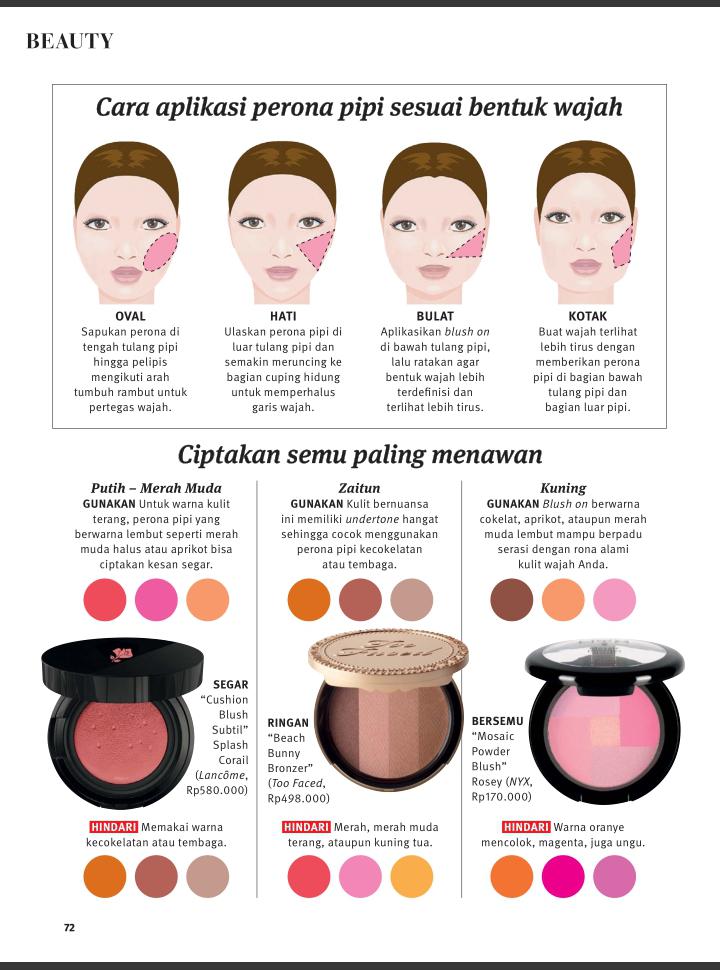 BEAUTY
Cara aplikasi perona pipi sesuai bentuk wajah
OVAL
Sapukan perona di
tengah tulang pipi
hingga pelipis
mengikuti arah
tumbuh rambut untuk
pertegas wajah.
HATI
Ulaskan perona pipi di
luar tulang pipi dan
semakin meruncing ke
bagian cuping hidung
untuk memperhalus
garis wajah.
BULAT
Aplikasikan blush on
di bawah tulang pipi,
lalu ratakan agar
bentuk wajah lebih
terdefinisi dan
terlihat lebih tirus.
KOTAK
Buat wajah terlihat
lebih tirus dengan
memberikan perona
pipi di bagian bawah
tulang pipi dan
bagian luar pipi.
Ciptakan semu paling menawan
Putih – Merah Muda
GUNAKAN Untuk warna kulit
terang, perona pipi yang
berwarna lembut seperti merah
muda halus atau aprikot bisa
ciptakan kesan segar.
SEGAR
“Cushion
Blush
Subtil”
Splash
Corail
(Lancôme,
Rp580.000)
HINDARI Memakai warna
kecokelatan atau tembaga.
Zaitun
GUNAKAN Kulit bernuansa
ini memiliki undertone hangat
sehingga cocok menggunakan
perona pipi kecokelatan
atau tembaga.
Too
Faced
RINGAN
“Beach
Bunny
Bronzer”
(Too Faced,
Rp498.000)
HINDARI Merah, merah muda
terang, ataupun kuning tua.
Kuning
GUNAKAN Blush on berwarna
cokelat, aprikot, ataupun merah
muda lembut mampu berpadu
serasi dengan rona alami
kulit wajah Anda.
BERSEMU
“Mosaic
Powder
Blush”
Rosey (NYX,
Rp170.000)
HINDARI Warna oranye
mencolok, magenta, juga ungu.
72